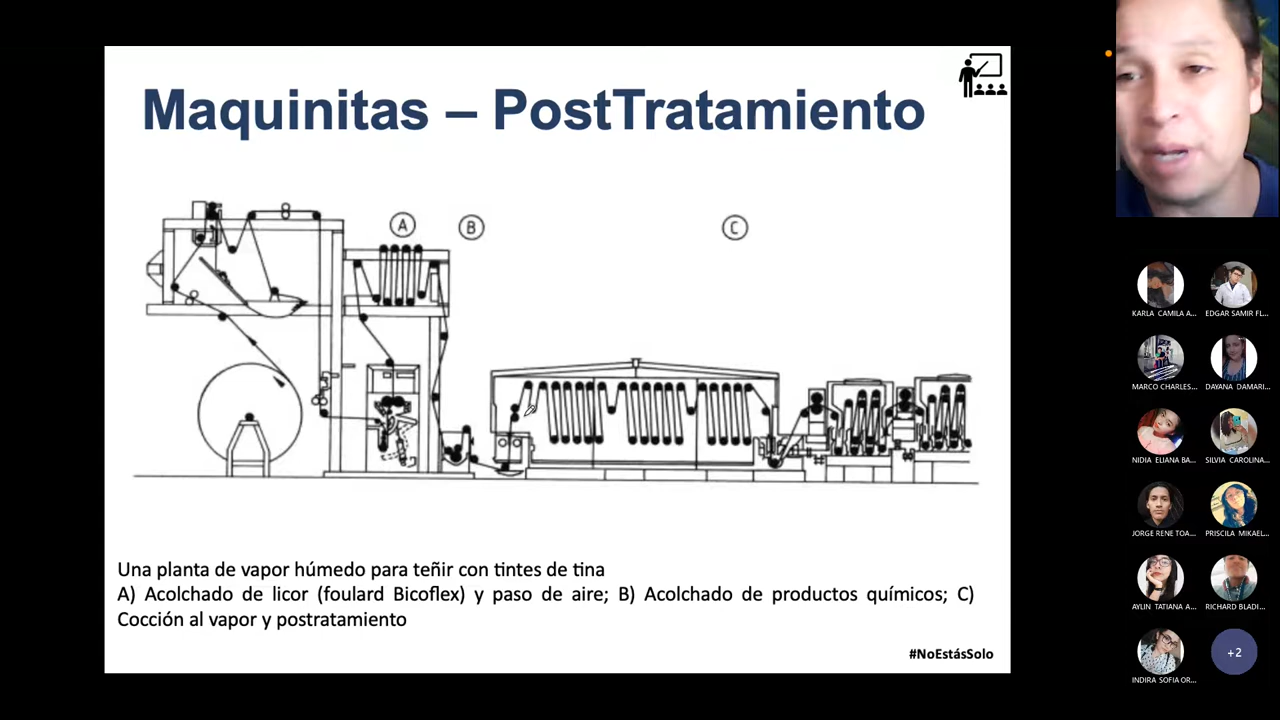 Maquinitas – PostTratamiento
A
B
C
Una planta de vapor húmedo para teñir con tintes de tina
A) Acolchado de licor (foulard Bicoflex) y paso de aire; B) Acolchado de productos químicos; C)
Cocción al vapor y postratamiento
#NoEstásSolo
KARLA CAMILA A...
EDGAR SAMIR FL...
MARCO CHARLES...
DAYANA DAMARI...
NIDIA ELIANA BA...
SILVIA CAROLINA...
JORGE RENE TOA...
PRISCILA MIKAEL...
AYLIN TATIANA A...
RICHARD BLADI...
INDIRA SOFIA OR...
+2